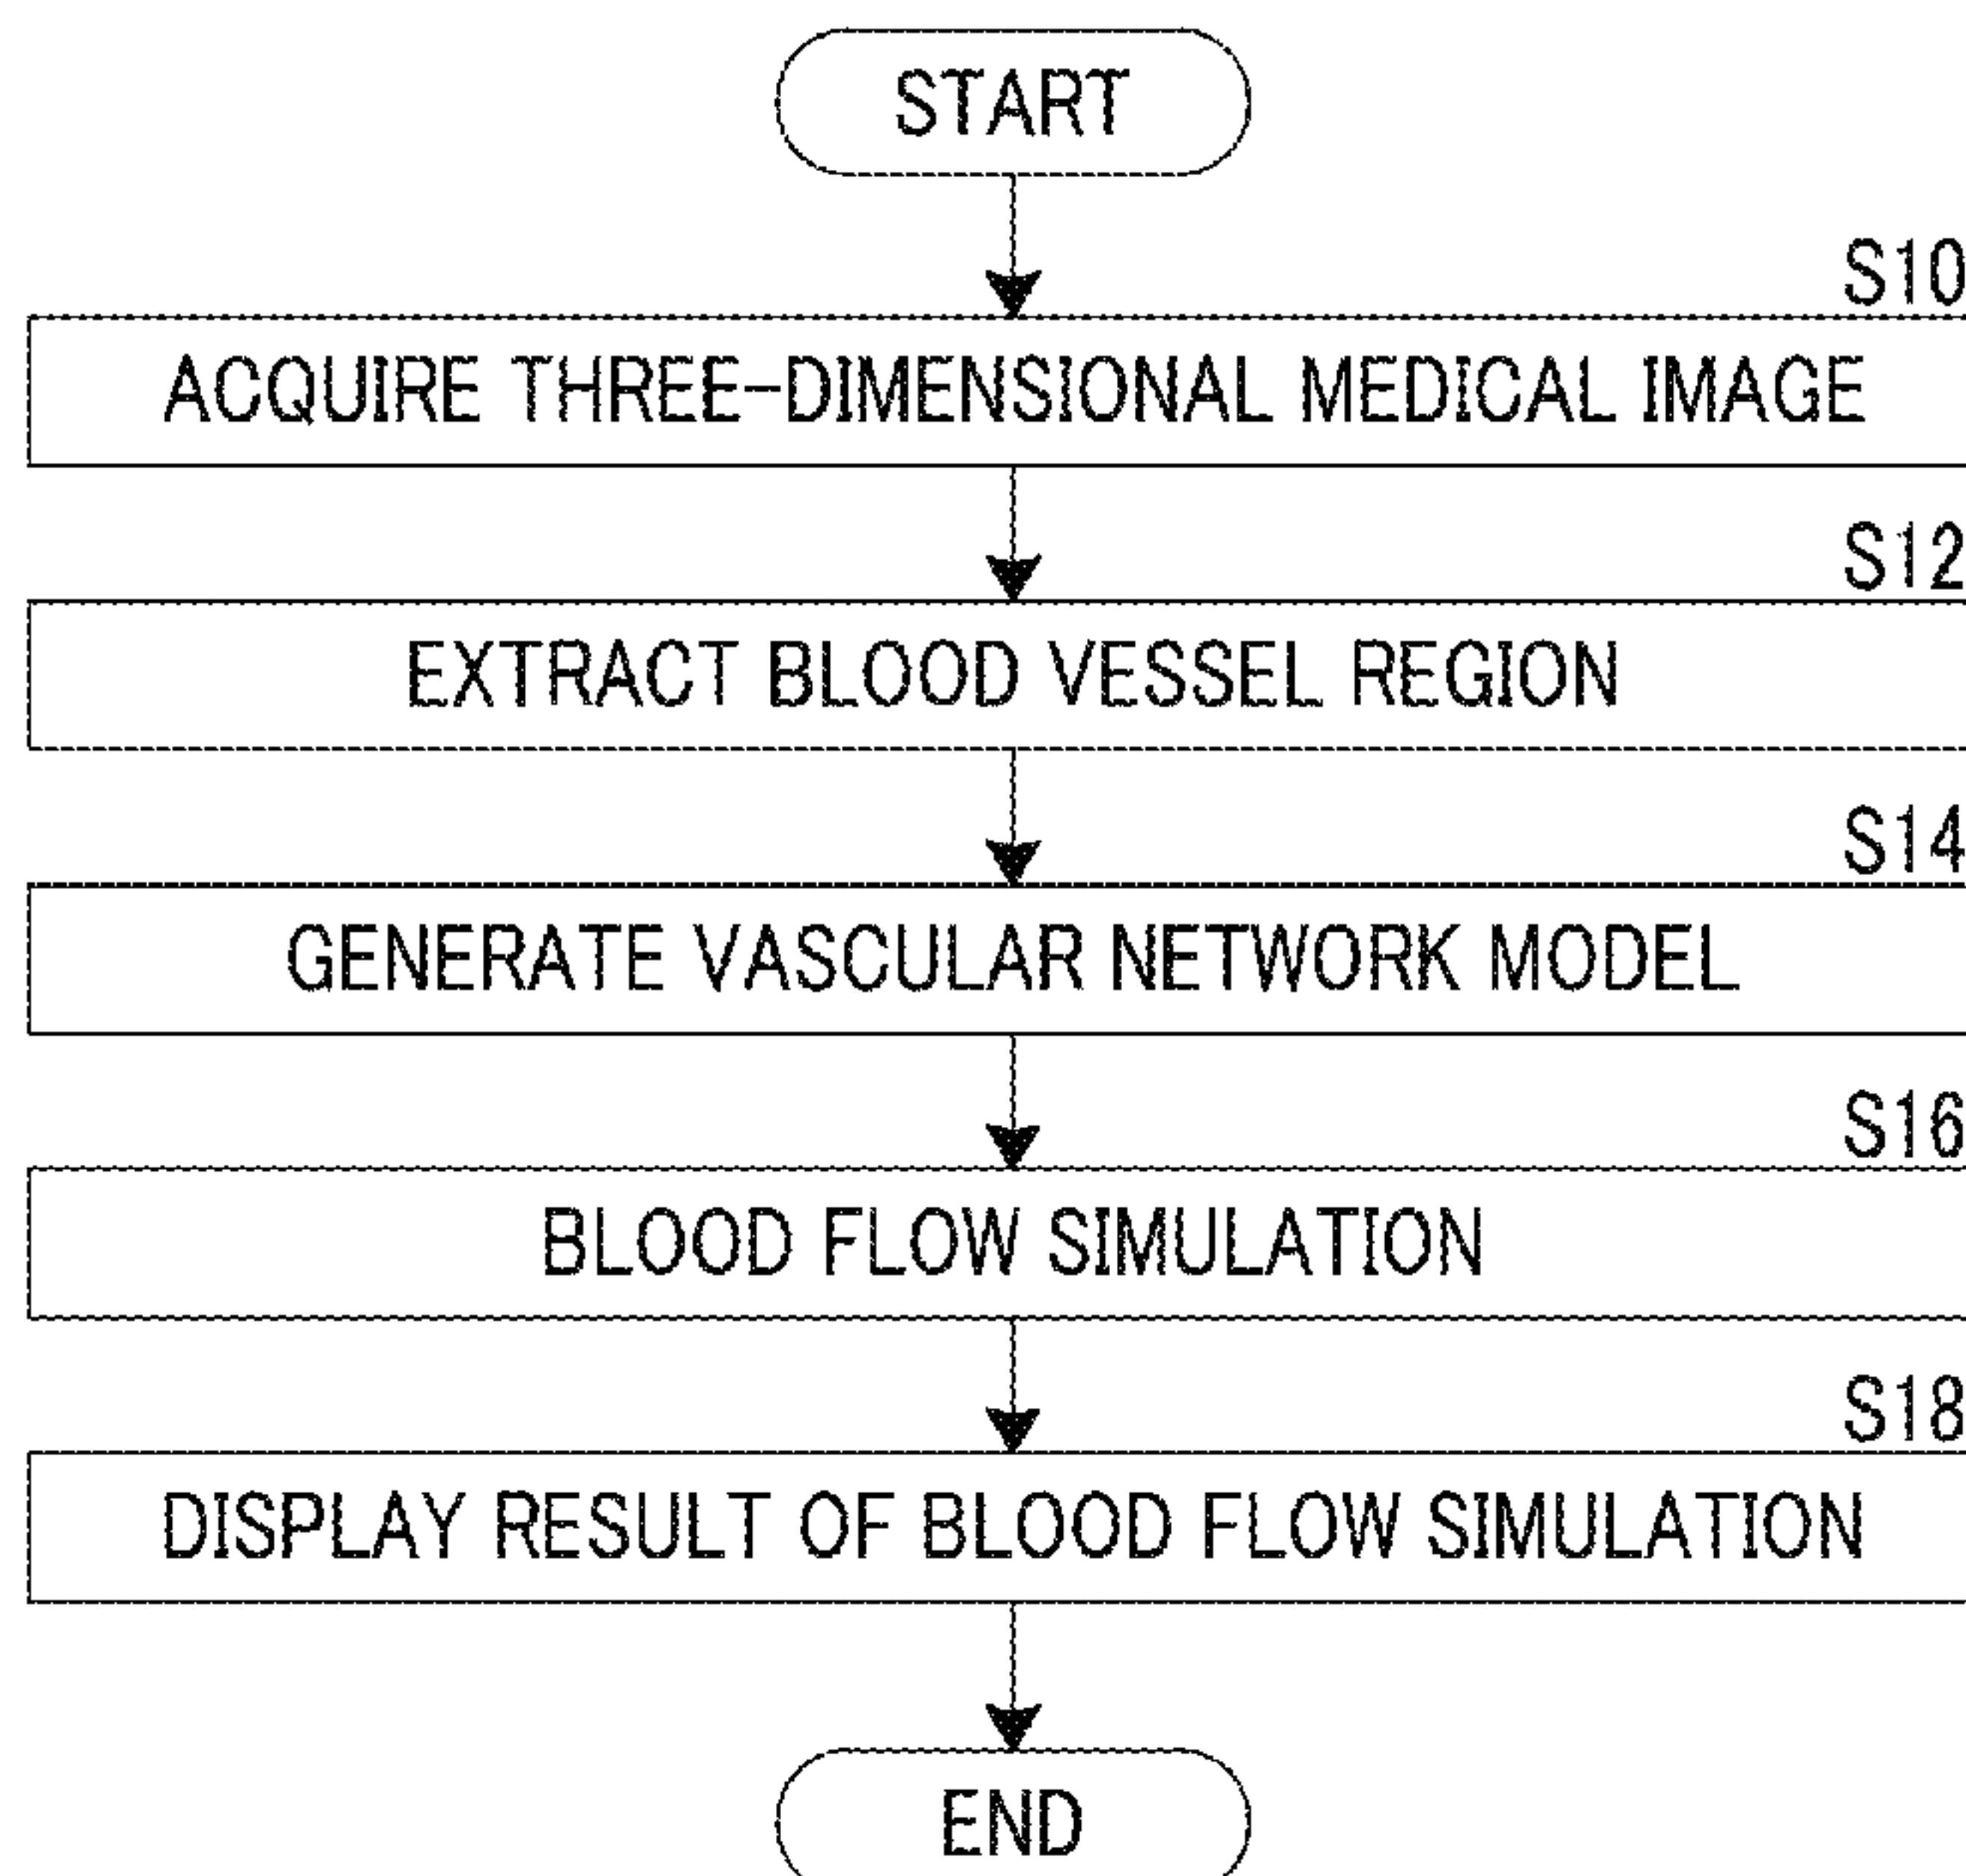 START
S10
ACQUIRE THREE-DIMENSIONAL MEDICAL IMAGE
S12
EXTRACT BLOOD VESSEL REGION
S14
GENERATE VASCULAR NETWORK MODEL
S16
BLOOD FLOW SIMULATION
S18
DISPLAY RESULT OF BLOOD FLOW SIMULATION
END